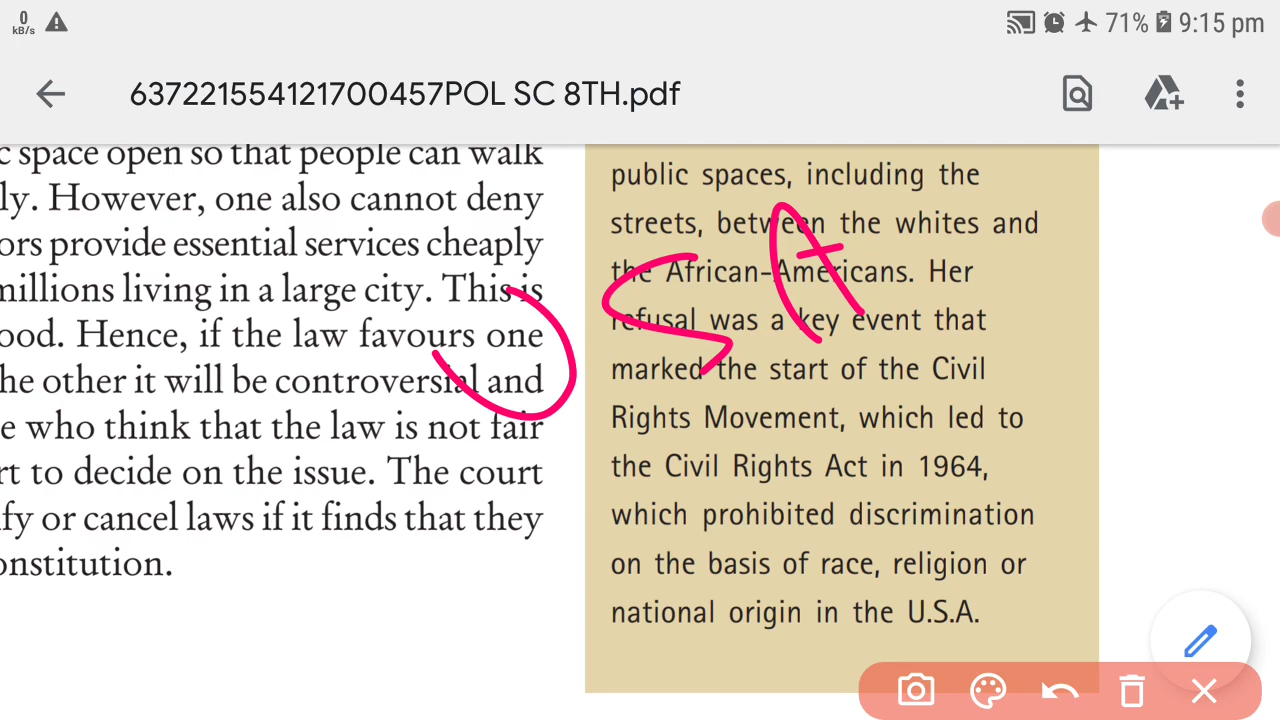 0
kB/s
71%
9:15 pm
637221554121700457POL SC 8TH.pdf
c space open so that people can walk
ly. However, one also cannot deny
ors provide essential services cheaply
millions living in a large city. This is
ood. Hence, if the law favours one
he other it will be controversial and
e who think that the law is not fair
rt to decide on the issue. The court
fy or cancel laws if it finds that they
onstitution.
public spaces, including the
streets, between the whites and
the African-Americans. Her
refusal was a key event that
marked the start of the Civil
Rights Movement, which led to
the Civil Rights Act in 1964,
which prohibited discrimination
on the basis of race, religion or
national origin in the U.S.A.